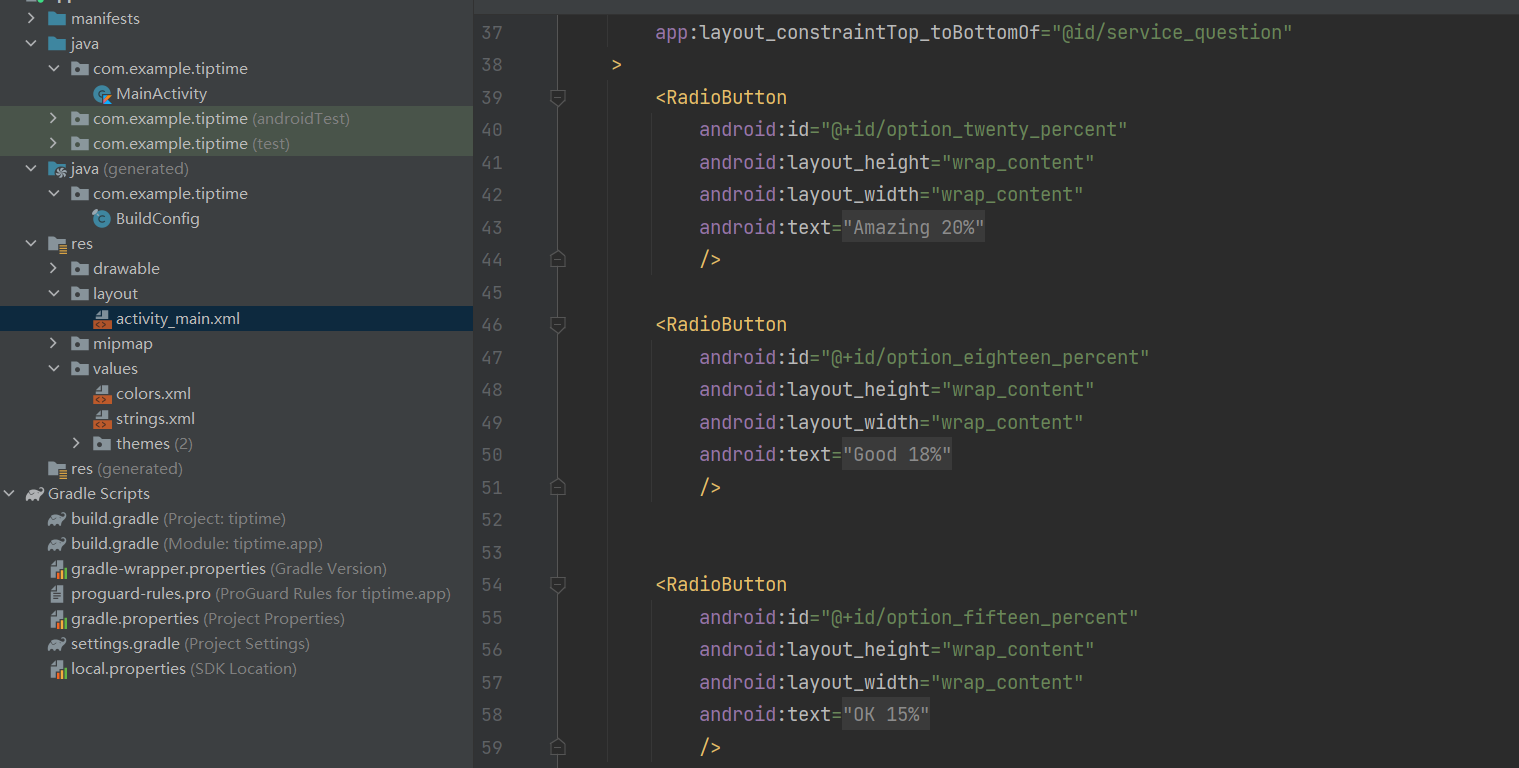 manifests
java
com.example.tiptime
MainActivity
com.example.tiptime (androidTest)
com.example.tiptime (test)
java (generated)
com.example.tiptime
BuildConfig
res
drawable
layout
activity_main.xml
mipmap
values
colors.xml
strings.xml
themes (2)
res (generated)
Gradle Scripts
build.gradle (Project: tiptime)
build.gradle (Module: tiptime.app)
gradle-wrapper.properties (Gradle Version)
proguard-rules.pro (ProGuard Rules for tiptime.app)
gradle.properties (Project Properties)
settings.gradle (Project Settings)
local.properties (SDK Location)
37 app:layout_constraintTop_toBottomOf="@id/service_question"
38 >
39 <RadioButton
40 android:id="@+id/option_twenty_percent"
41 android:layout_height="wrap_content"
42 android:layout_width="wrap_content"
43 android:text="Amazing 20%"
44 />
45
46 <RadioButton
47 android:id="@+id/option_eighteen_percent"
48 android:layout_height="wrap_content"
49 android:layout_width="wrap_content"
50 android:text="Good 18%"
51 />
52
53
54 <RadioButton
55 android:id="@+id/option_fifteen_percent"
56 android:layout_height="wrap_content"
57 android:layout_width="wrap_content"
58 android:text="OK 15%"
59 />